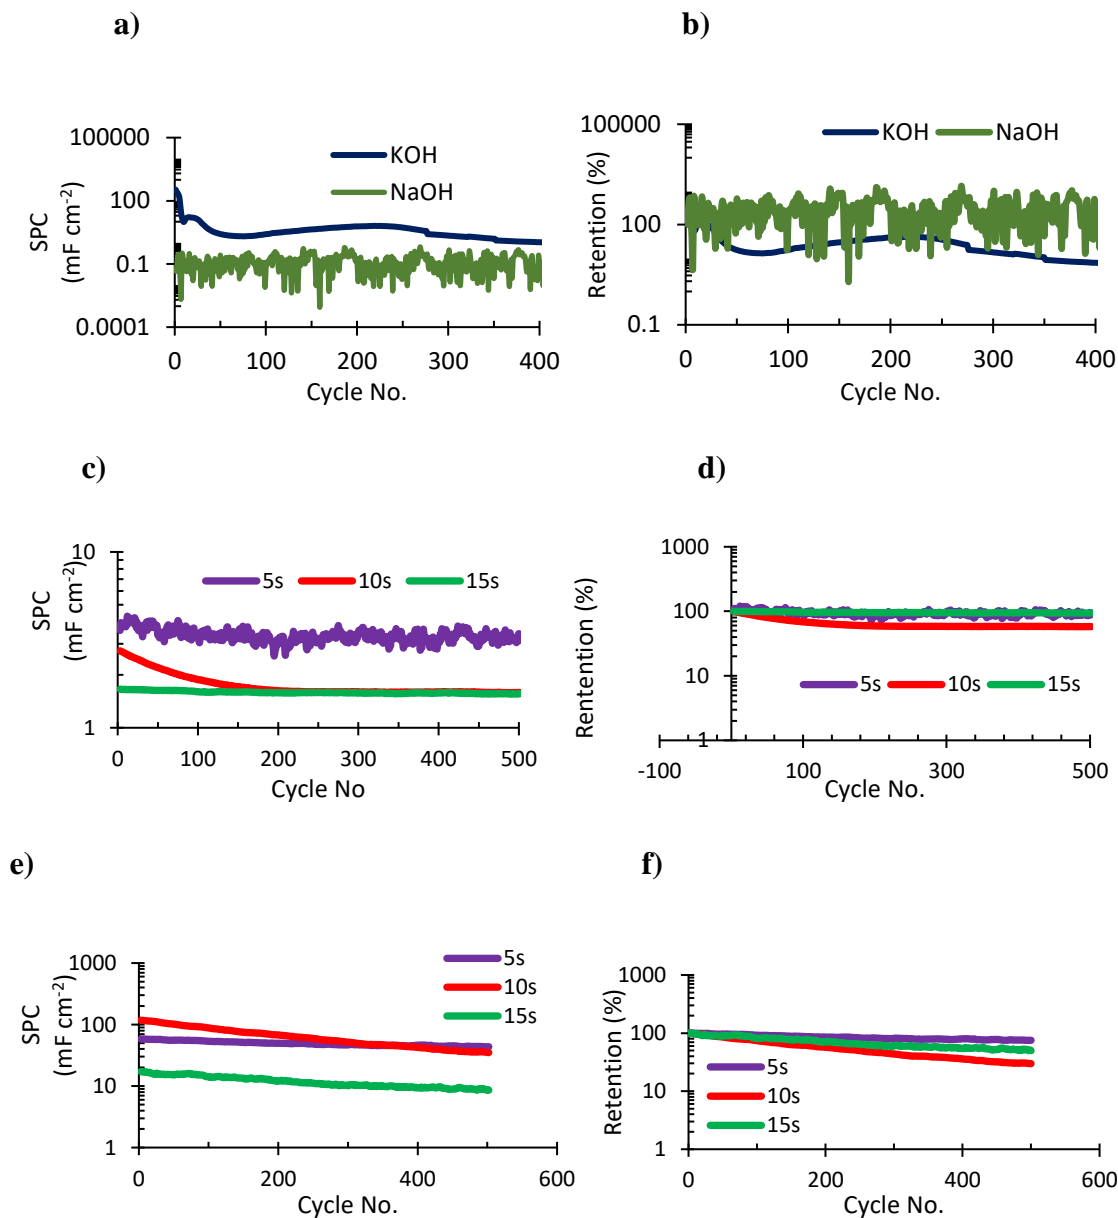 a)
b)
100000
100
0.1
0.0001
SPC
(mF cm-2)
KOH
NaOH
0
100
200
300
400
Cycle No.
100000
100
0.1
Retention (%)
KOH NaOH
0
100
200
300
400
Cycle No.
c)
d)
10
1
SPC
(mF cm-2)
5s 10s 15s
0
100
200
300
400
500
Cycle No
1000
100
10
1
Rentention (%)
5s 10s 15s
-100
100
300
500
Cycle No.
e)
f)
1000
100
10
1
SPC
(mF cm-2)
5s
10s
15s
0
200
400
600
Cycle No.
1000
100
10
1
Retention (%)
5s
10s
15s
0
200
400
600
Cycle No.